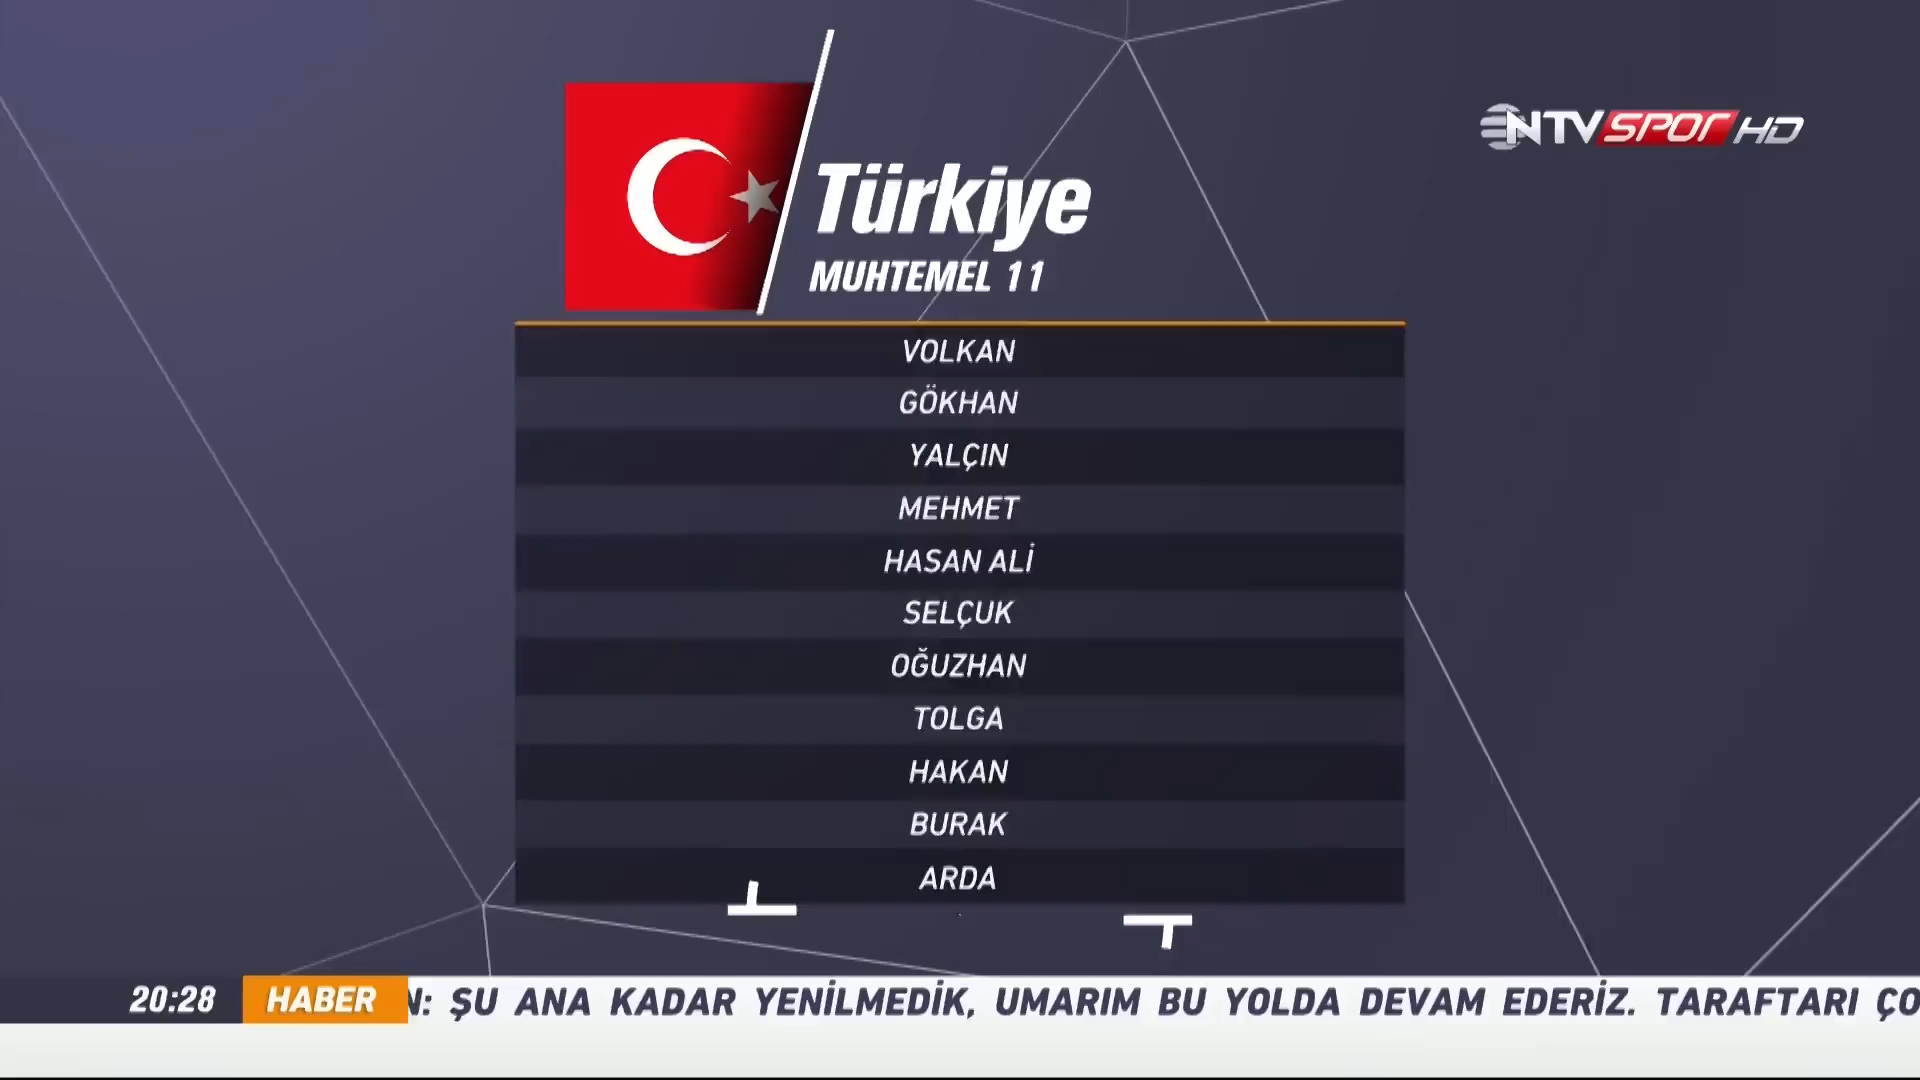 NTVSPOR HD
Türkiye
MUHTEMEL 11
VOLKAN
GÖKHAN
YALÇIN
MEHMET
HASAN ALİ
SELÇUK
OĞUZHAN
TOLGA
HAKAN
BURAK
ARDA
20:28 HABER N: ŞU ANA KADAR YENİLMEDİK, UMARIM BU YOLDA DEVAM EDERİZ. TARAFTARI ÇO